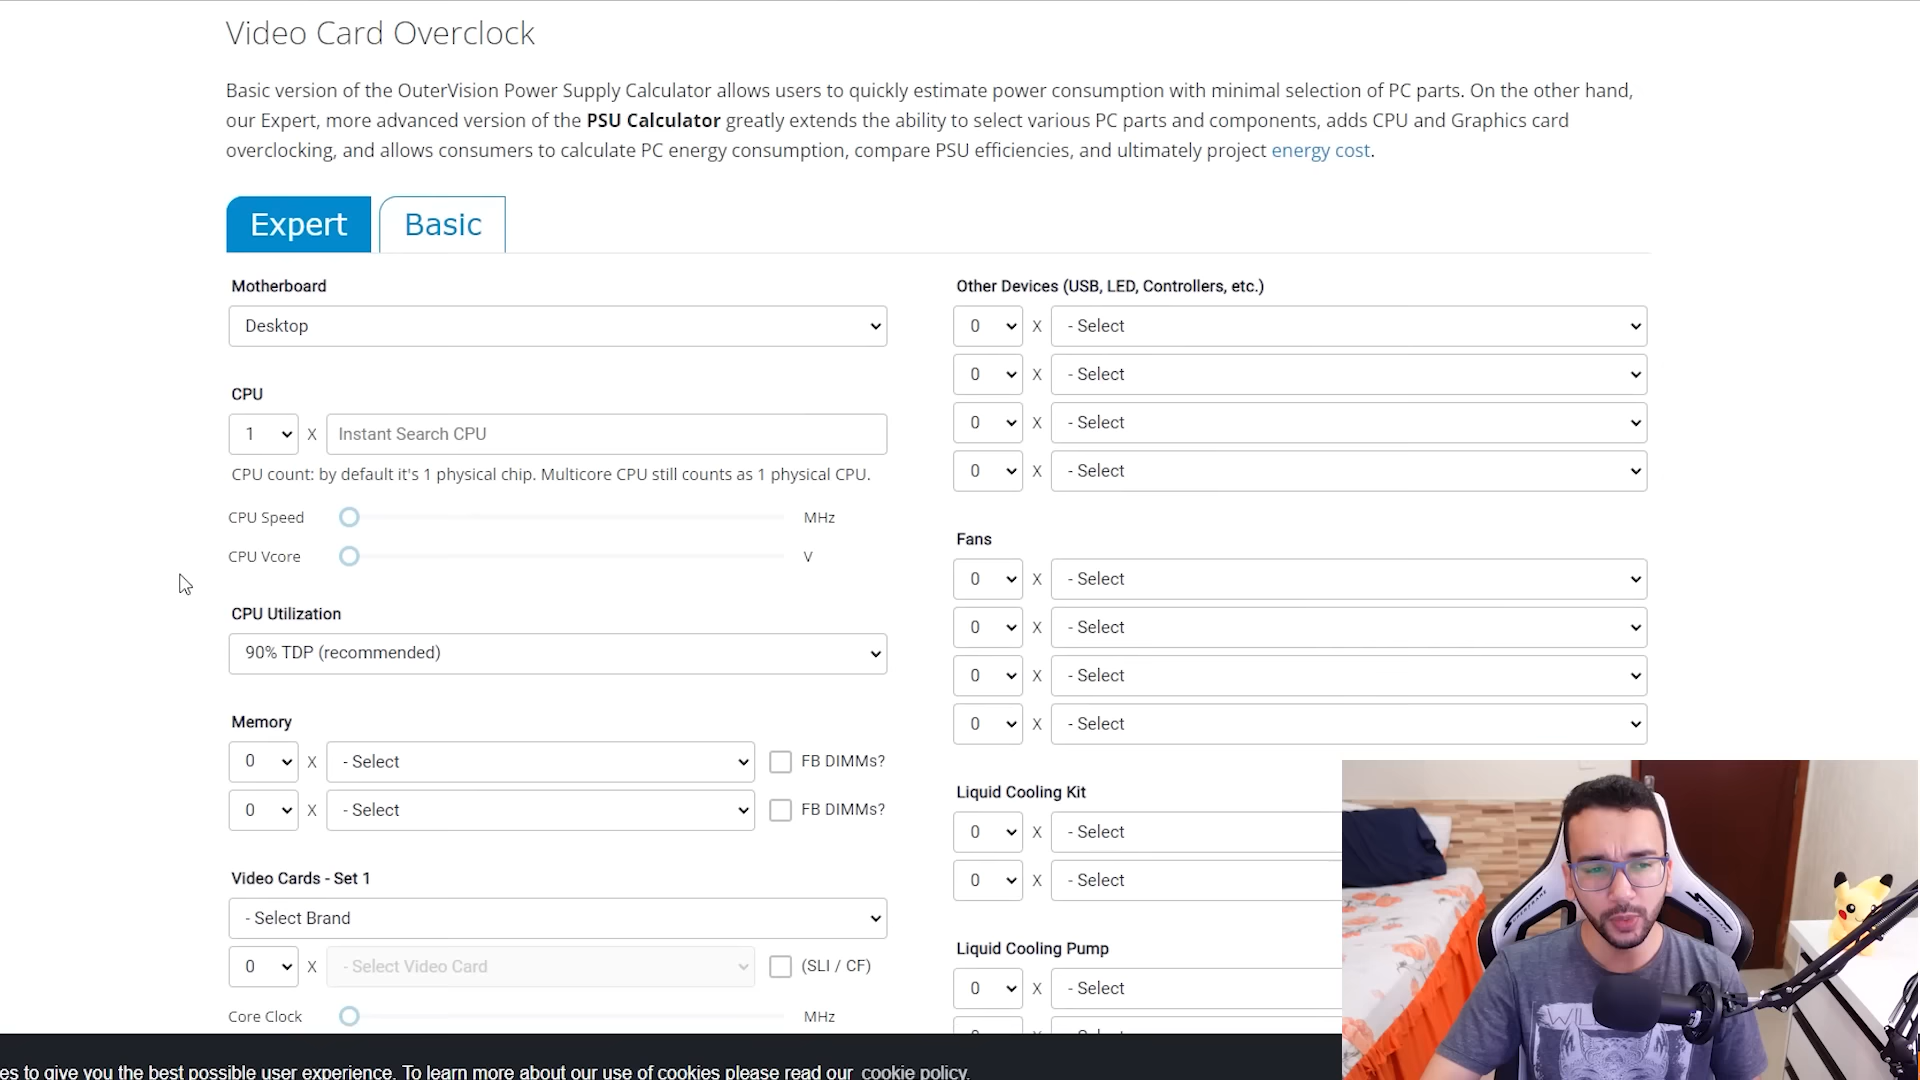 Video Card Overclock
Basic version of the OuterVision Power Supply Calculator allows users to quickly estimate power consumption with minimal selection of PC parts. On the other hand,
our Expert, more advanced version of the PSU Calculator greatly extends the ability to select various PC parts and components, adds CPU and Graphics card
overclocking, and allows consumers to calculate PC energy consumption, compare PSU efficiencies, and ultimately project energy cost.
Expert Basic
Motherboard
Desktop
CPU
1 X Instant Search CPU
CPU count: by default it's 1 physical chip. Multicore CPU still counts as 1 physical CPU.
CPU Speed MHz
CPU Vcore V
CPU Utilization
90% TDP (recommended)
Memory
0 X - Select FB DIMMs?
0 X - Select FB DIMMs?
Video Cards - Set 1
- Select Brand
0 X - Select Video Card (SLI / CF)
Core Clock MHz
Other Devices (USB, LED, Controllers, etc.)
0 X - Select
0 X - Select
0 X - Select
0 X - Select
Fans
0 X - Select
0 X - Select
0 X - Select
0 X - Select
Liquid Cooling Kit
0 X - Select
0 X - Select
Liquid Cooling Pump
0 X - Select
es to give you the best possible user experience. To learn more about our use of cookies please read our cookie policy.